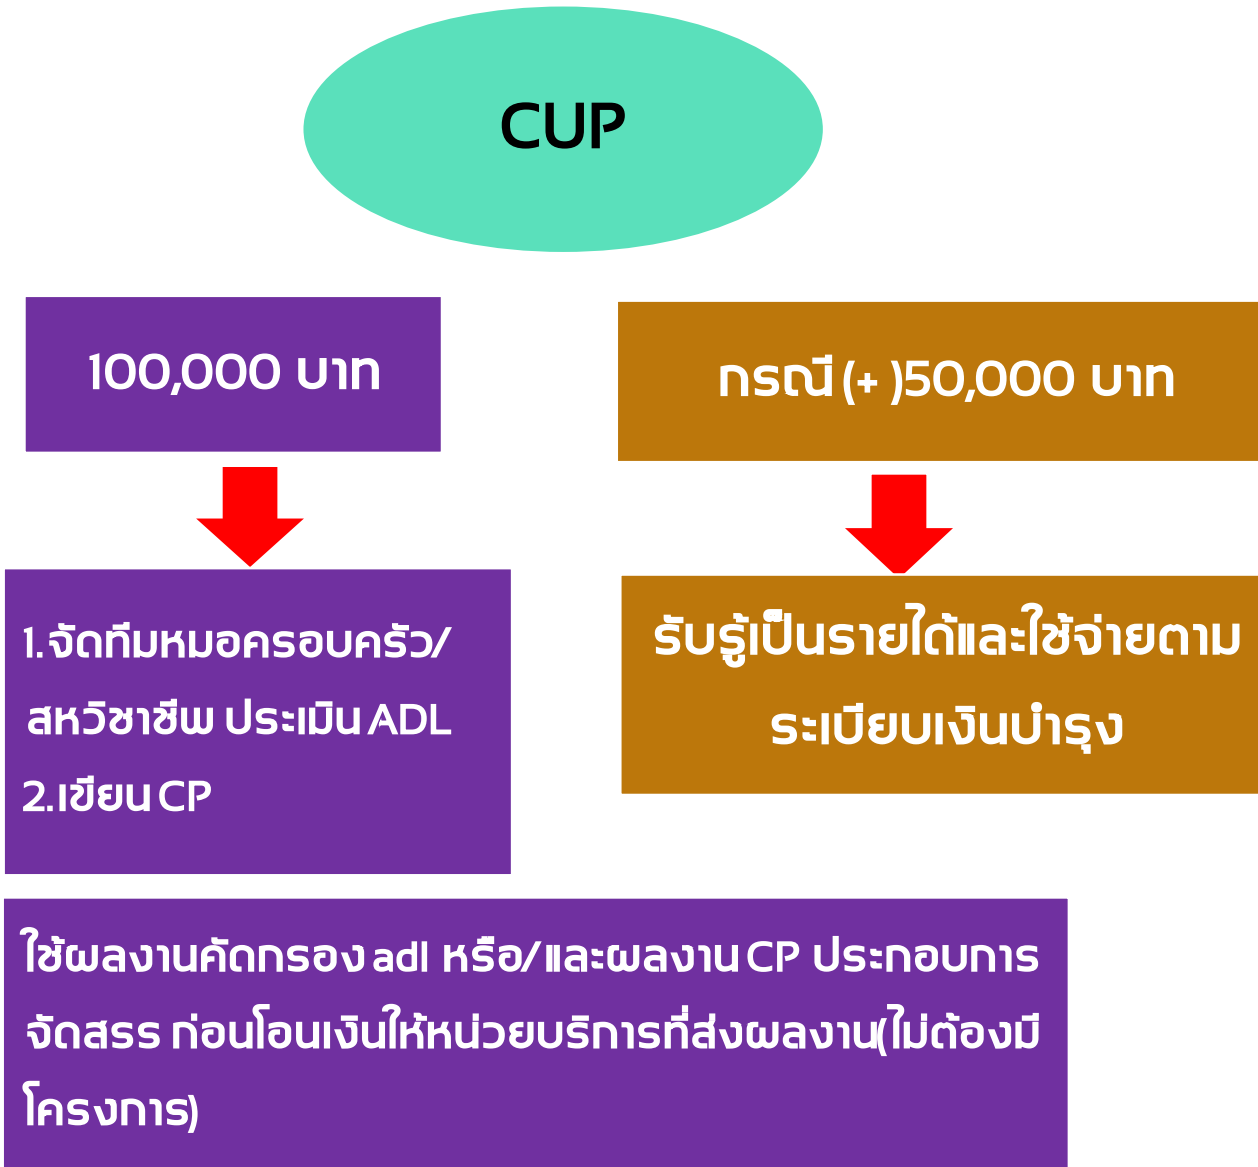 CUP
100,000 บาท
กรณี (+ )50,000 บาท
1.จัดทีมหมอครอบครัว/
สหวิชาชีพ ประเมิน ADL
2.เขียน CP
รับรู้เป็นรายได้และใช้จ่ายตาม
ระเบียบเงินบำรุง
ใช้ผลงานคัดกรอง adl หรือ/และผลงาน CP ประกอบการ
จัดสรร ก่อนโอนเงินให้หน่วยบริการที่ส่งผลงาน(ไม่ต้องมี
โครงการ)